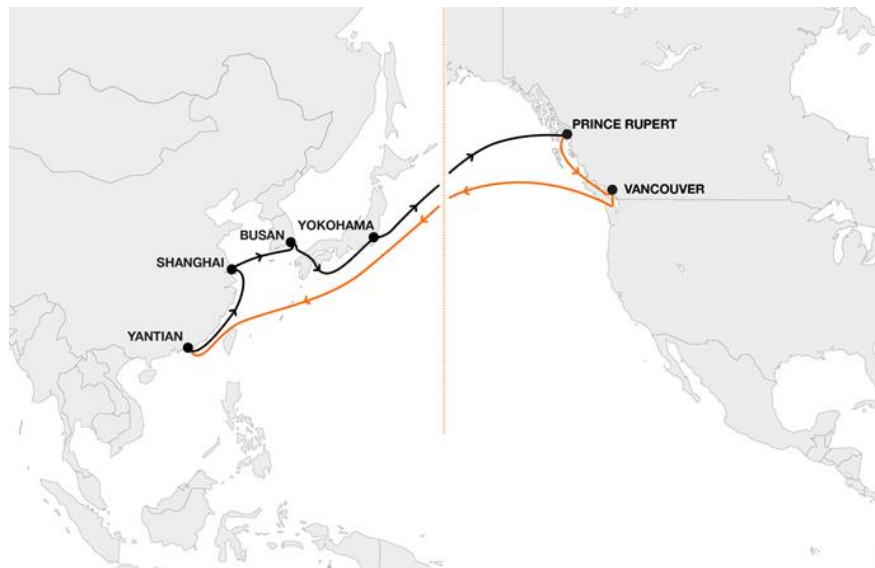 PRINCE RUPERT
VANCOUVER
BUSAN
YOKOHAMA
SHANGHAI
YANTIAN